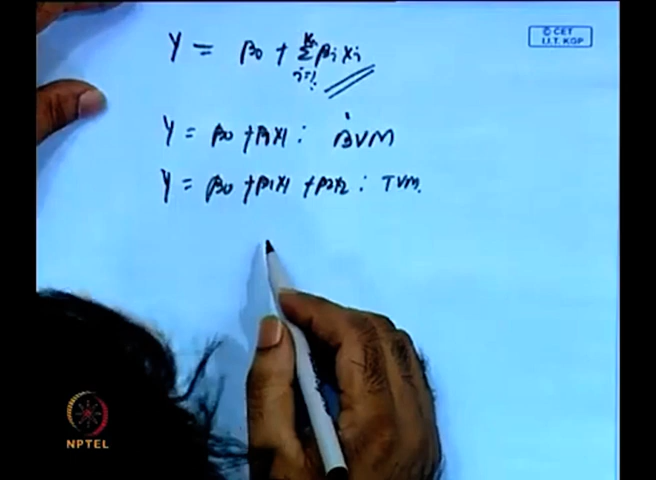 © CET
I.I.T. KGP
Y = β0 + Σ βi xi
k
i=1
Y = β0 + β1x1 : BVM
Y = β0 + β1x1 + β2x2 : TVM.
NPTEL